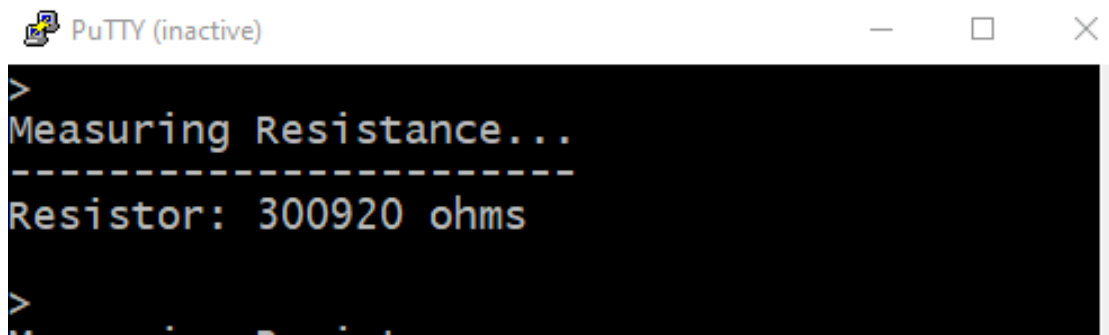 PuTTY (inactive)
>
Measuring Resistance...
-----------------------
Resistor: 300920 ohms
>